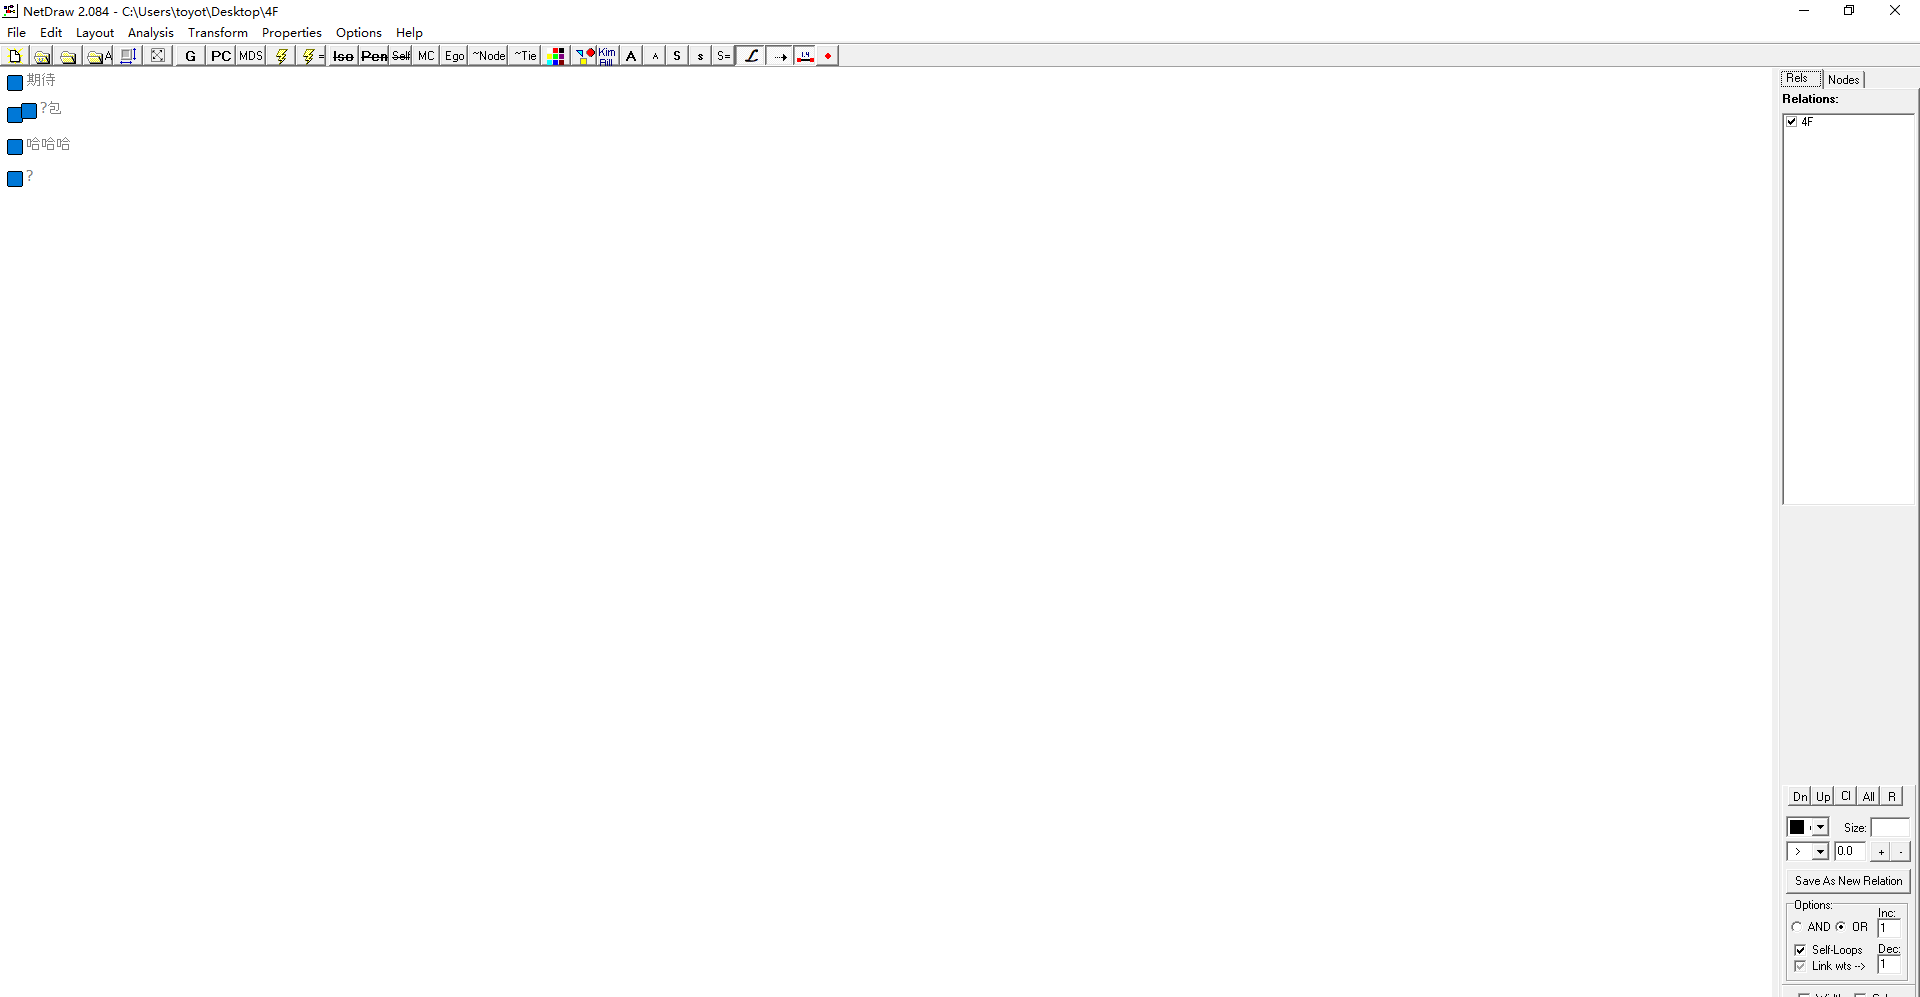 NetDraw 2.084 - C:\Users\toyot\Desktop\4F
File Edit Layout Analysis Transform Properties Options Help
A G PC MDS = Iso Pen Self MC Ego ~Node ~Tie Kim Bill A A S s S= L 1.4
期待
?包
哈哈哈
?
Rels Nodes
Relations:
4F
Dn Up Cl All R
Size:
> 0.0 + -
Save As New Relation
Options:
Inc:
AND OR 1
Self-Loops Dec:
Link wts --> 1